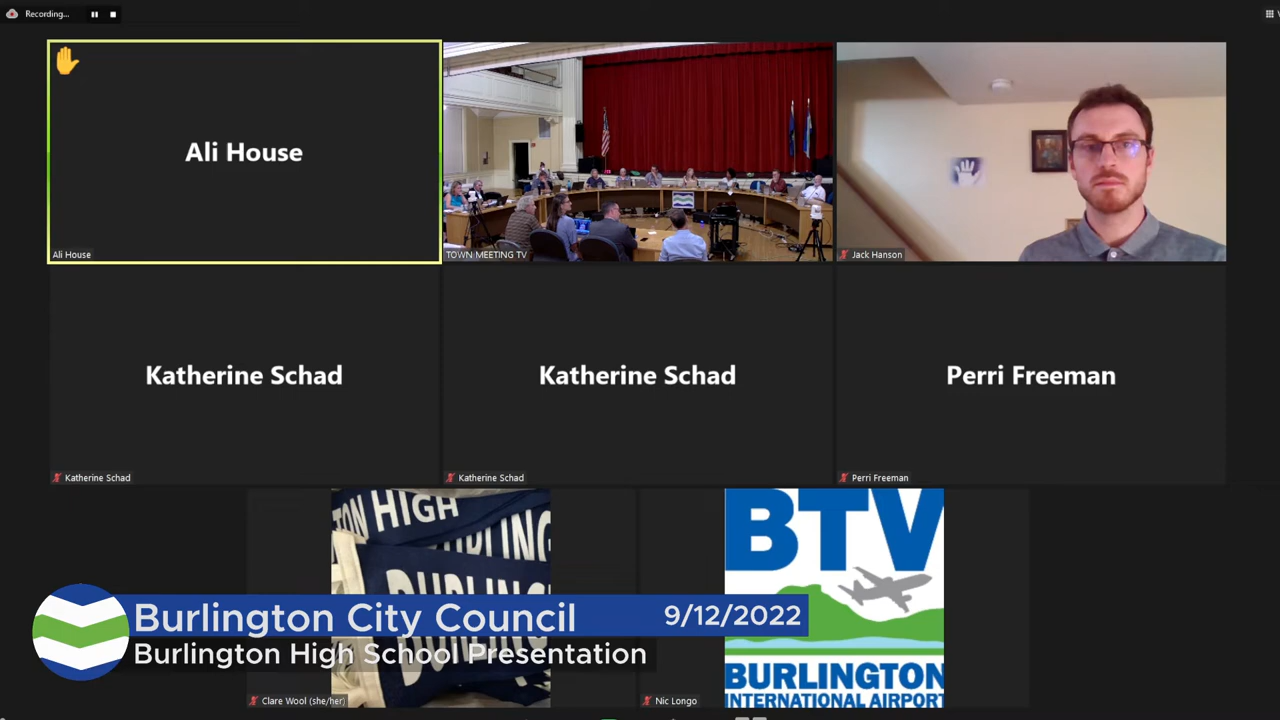 Recording...
Ali House
Ali House
TOWN MEETING TV
Jack Hanson
Katherine Schad
Katherine Schad
Perri Freeman
Katherine Schad
Katherine Schad
Perri Freeman
TON HIGH
BURLING
BTV
BURLINGTON
INTERNATIONAL AIRPORT
Burlington City Council
9/12/2022
Burlington High School Presentation
Clare Wool (she/her)
Nic Longo